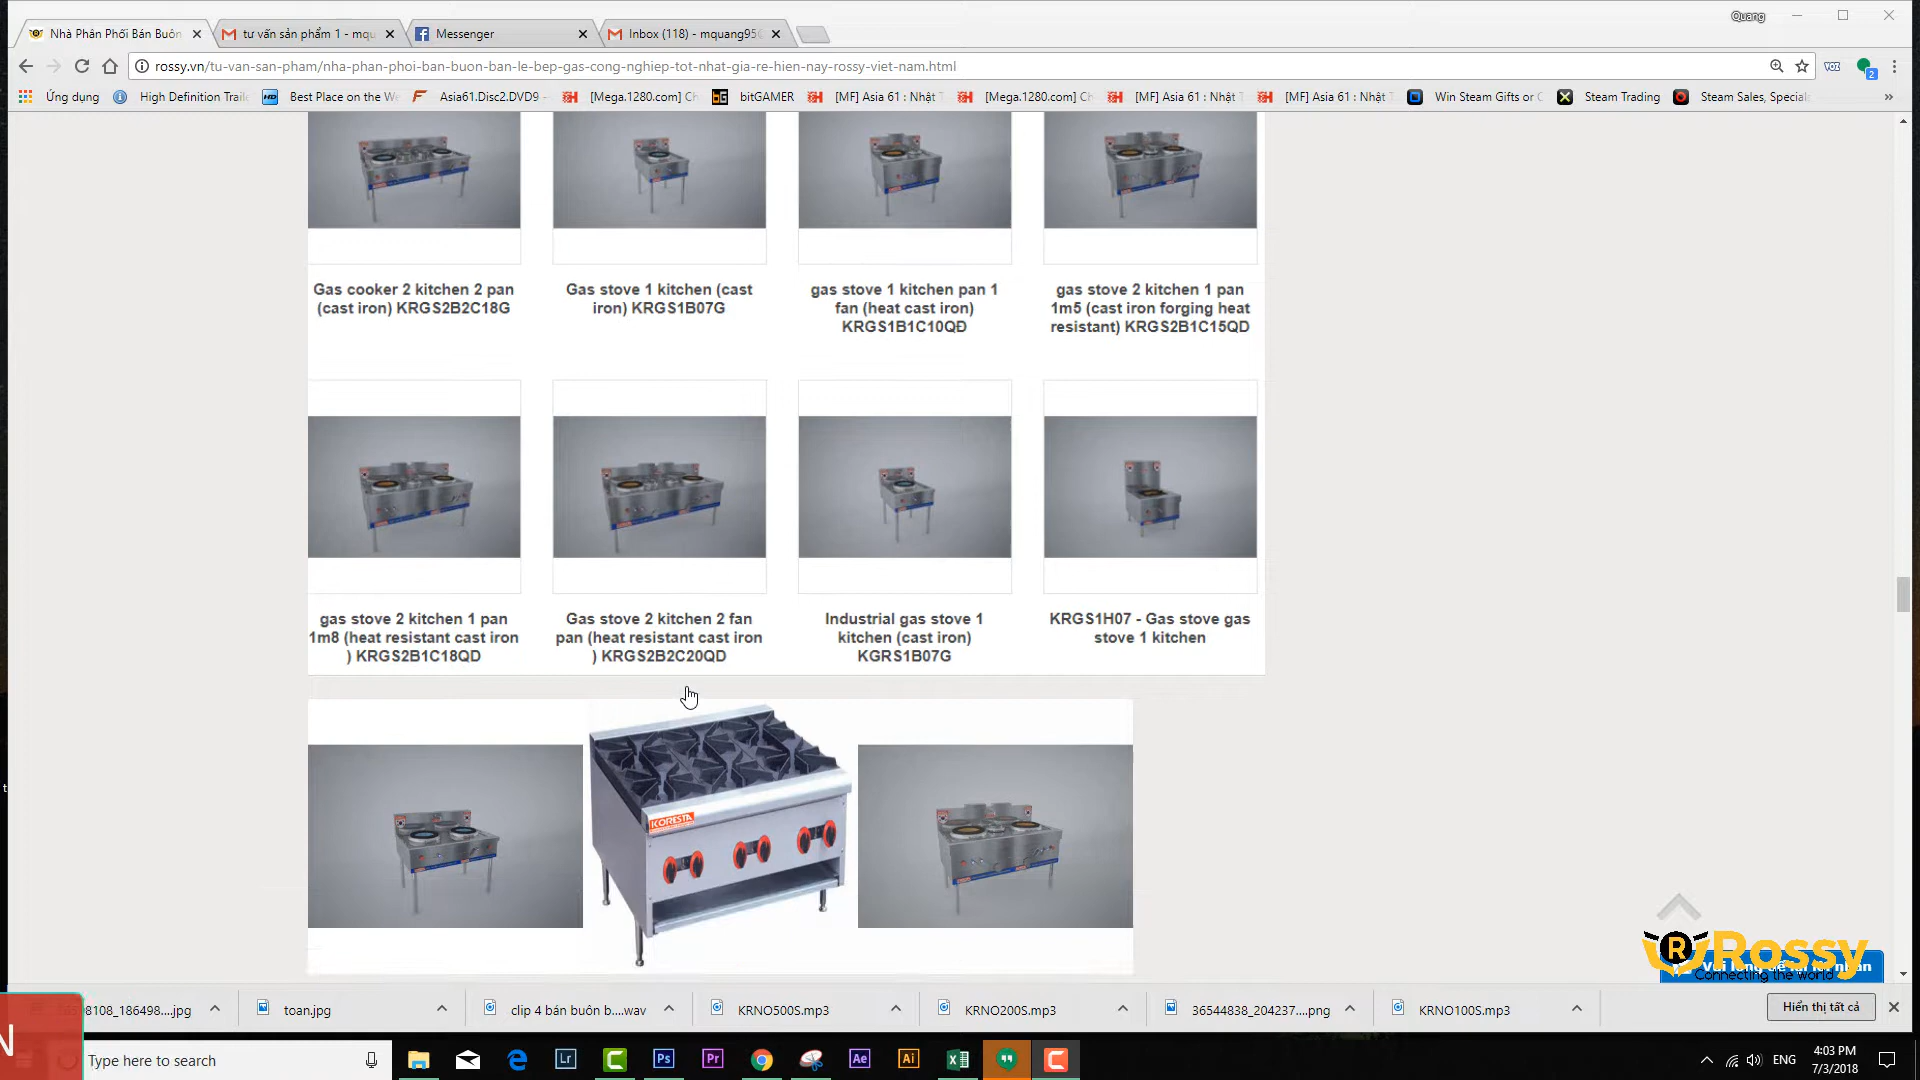 Quang
Nhà Phân Phối Bán Buôn
tư vấn sản phẩm 1 - mqu
Messenger
Inbox (118) - mquang95
rossy.vn/tu-van-san-pham/nha-phan-phoi-ban-buon-ban-le-bep-gas-cong-nghiep-tot-nhat-gia-re-hien-nay-rossy-viet-nam.html
Ứng dụng
High Definition Traile
Best Place on the We
Asia61.Disc2.DVD9 -
[Mega.1280.com] Ch
bitGAMER
[MF] Asia 61 : Nhật T
[Mega.1280.com] Ch
[MF] Asia 61 : Nhật T
[MF] Asia 61 : Nhật T
Win Steam Gifts or C
Steam Trading
Steam Sales, Specials
Gas cooker 2 kitchen 2 pan
(cast iron) KRGS2B2C18G
Gas stove 1 kitchen (cast
iron) KRGS1B07G
gas stove 1 kitchen pan 1
fan (heat cast iron)
KRGS1B1C10QĐ
gas stove 2 kitchen 1 pan
1m5 (cast iron forging heat
resistant) KRGS2B1C15QD
gas stove 2 kitchen 1 pan
1m8 (heat resistant cast iron
) KRGS2B1C18QD
Gas stove 2 kitchen 2 fan
pan (heat resistant cast iron
) KRGS2B2C20QD
Industrial gas stove 1
kitchen (cast iron)
KGRS1B07G
KRGS1H07 - Gas stove gas
stove 1 kitchen
KORESTA
Rossy
Connecting the world
108_186498....jpg
toan.jpg
clip 4 bán buôn b....wav
KRNO500S.mp3
KRNO200S.mp3
36544838_204237....png
KRNO100S.mp3
Hiển thị tất cả
N
Type here to search
ENG
4:03 PM
7/3/2018